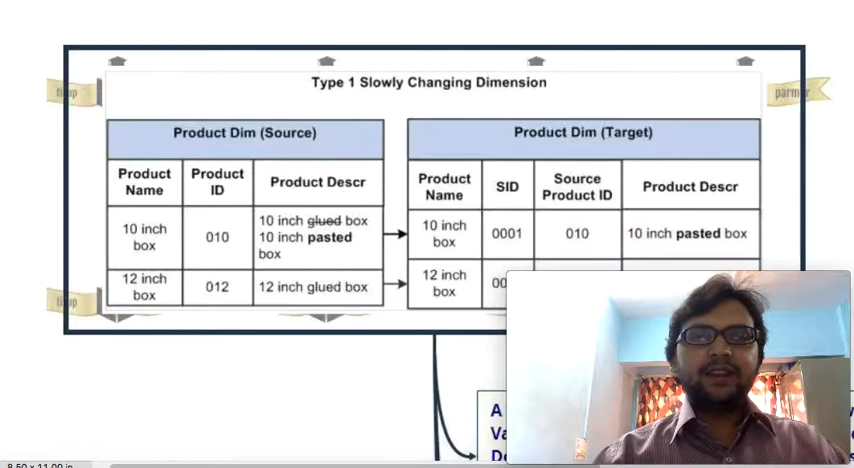 Type 1 Slowly Changing Dimension
Product Dim (Source)
Product
Name
Product
ID
Product Descr
10 inch
box
010
10 inch glued box
10 inch pasted
box
12 inch
box
012
12 inch glued box
Product Dim (Target)
Product
Name
SID
Source
Product ID
Product Descr
10 inch
box
0001
010
10 inch pasted box
12 inch
box
00
A
Va
De
8.50 x 11.00 in